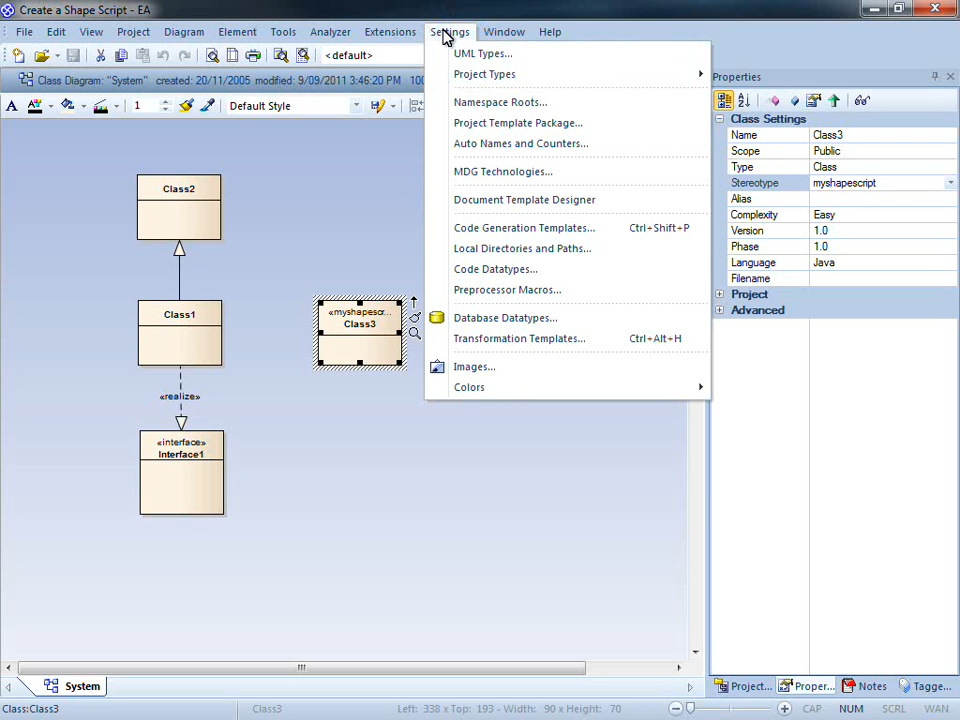 Create a Shape Script - EA
File Edit View Project Diagram Element Tools Analyzer Extensions Settings Window Help
<default>
Class Diagram: "System" created: 20/11/2005 modified: 9/09/2011 3:46:20 PM 100
A 1 Default Style
UML Types...
Project Types
Namespace Roots...
Project Template Package...
Auto Names and Counters...
MDG Technologies...
Document Template Designer
Code Generation Templates... Ctrl+Shift+P
Local Directories and Paths...
Code Datatypes...
Preprocessor Macros...
Database Datatypes...
Transformation Templates... Ctrl+Alt+H
Images...
Colors
Class2
Class1
«realize»
«interface»
Interface1
«myshapescr...
Class3
Properties
Class Settings
Name Class3
Scope Public
Type Class
Stereotype myshapescript
Alias
Complexity Easy
Version 1.0
Phase 1.0
Language Java
Filename
Project
Advanced
System
Project... Proper... Notes Tagge...
Class:Class3 Class3 Left: 338 x Top: 193 - Width: 90 x Height: 70 CAP NUM SCRL WAN